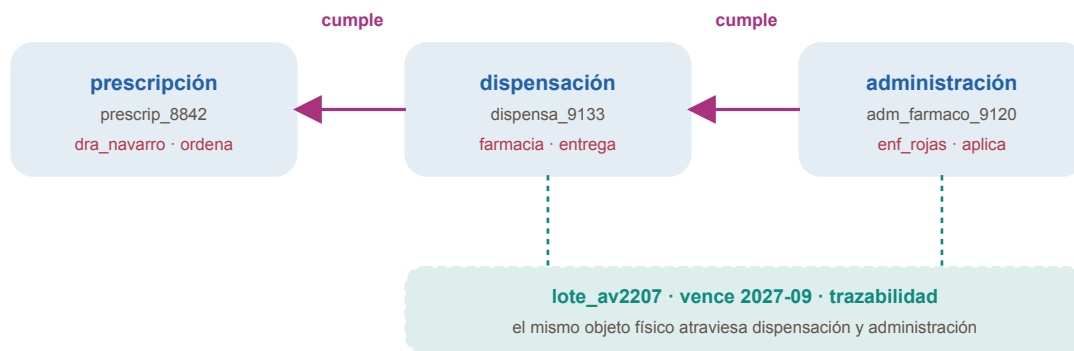 cumple
cumple
prescripción
prescrip_8842
dra_navarro · ordena
dispensación
dispensa_9133
farmacia · entrega
administración
adm_farmaco_9120
enf_rojas · aplica
lote_av2207 · vence 2027-09 · trazabilidad
el mismo objeto físico atraviesa dispensación y administración